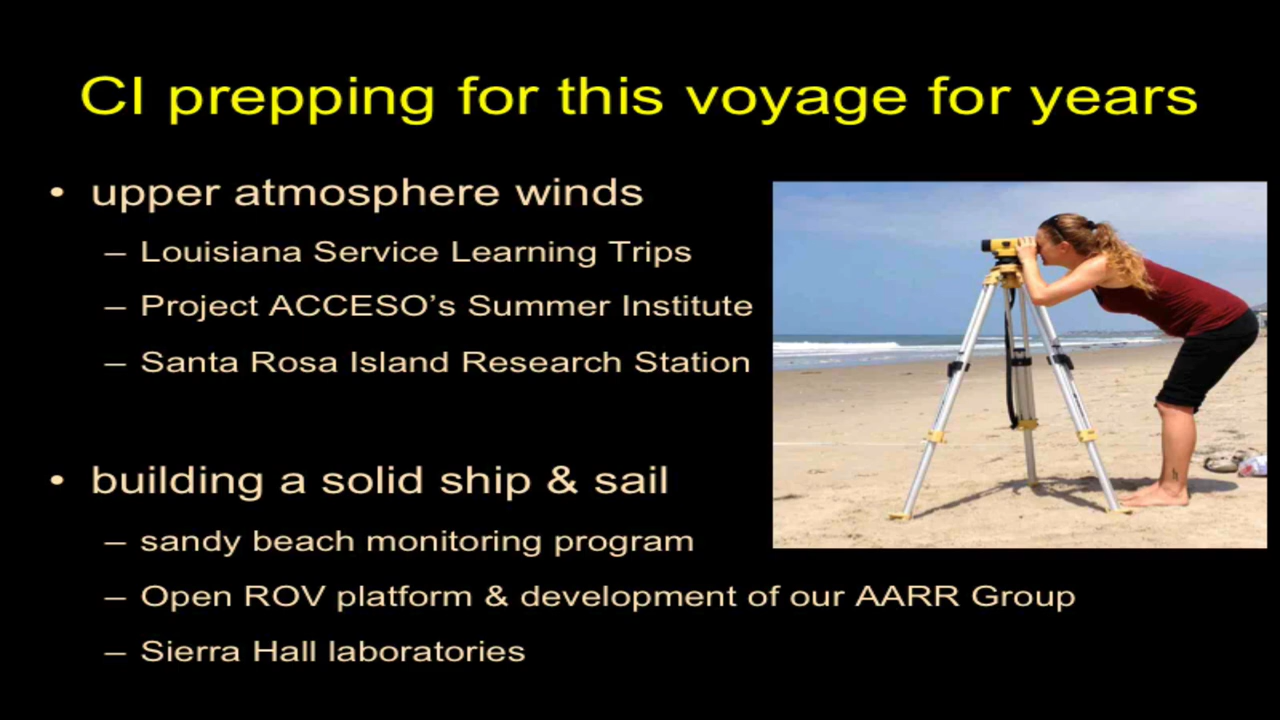 CI prepping for this voyage for years
• upper atmosphere winds
– Louisiana Service Learning Trips
– Project ACCESO’s Summer Institute
– Santa Rosa Island Research Station
• building a solid ship & sail
– sandy beach monitoring program
– Open ROV platform & development of our AARR Group
– Sierra Hall laboratories